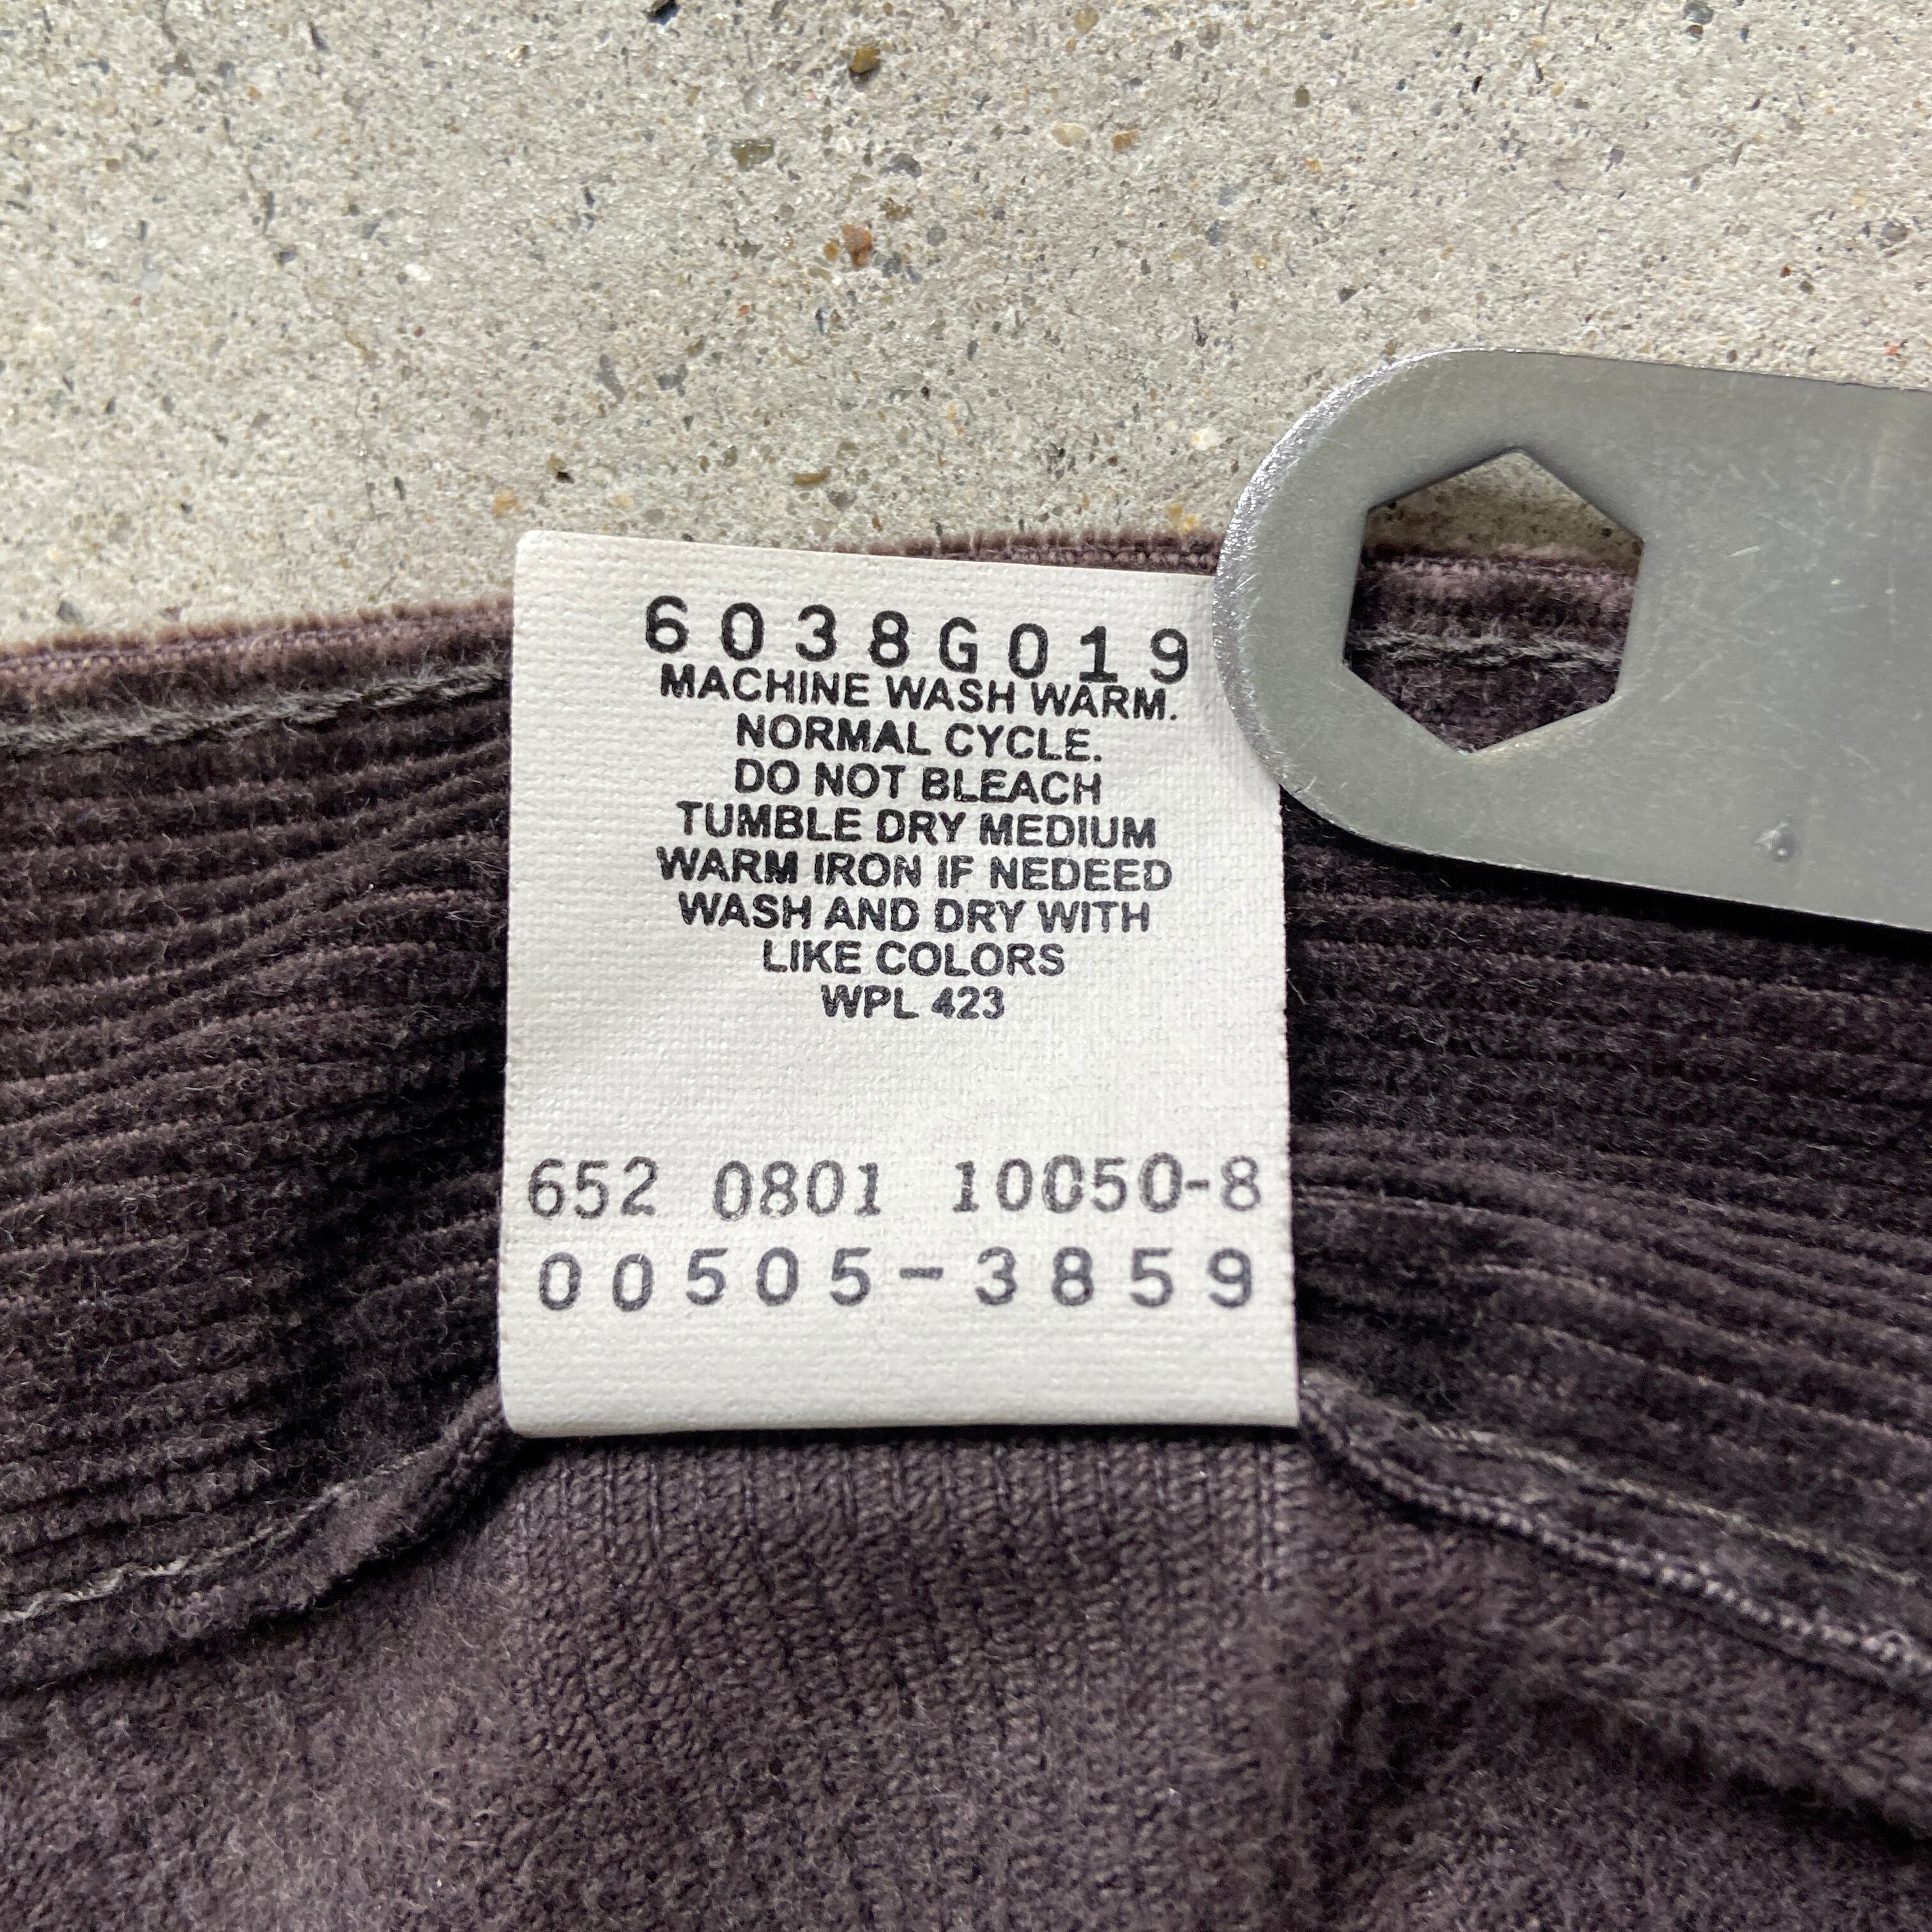 6038G019
MACHINE WASH WARM.
NORMAL CYCLE.
DO NOT BLEACH
TUMBLE DRY MEDIUM
WARM IRON IF NEDEED
WASH AND DRY WITH
LIKE COLORS
WPL 423
652 0801 10050-8
00505-3859